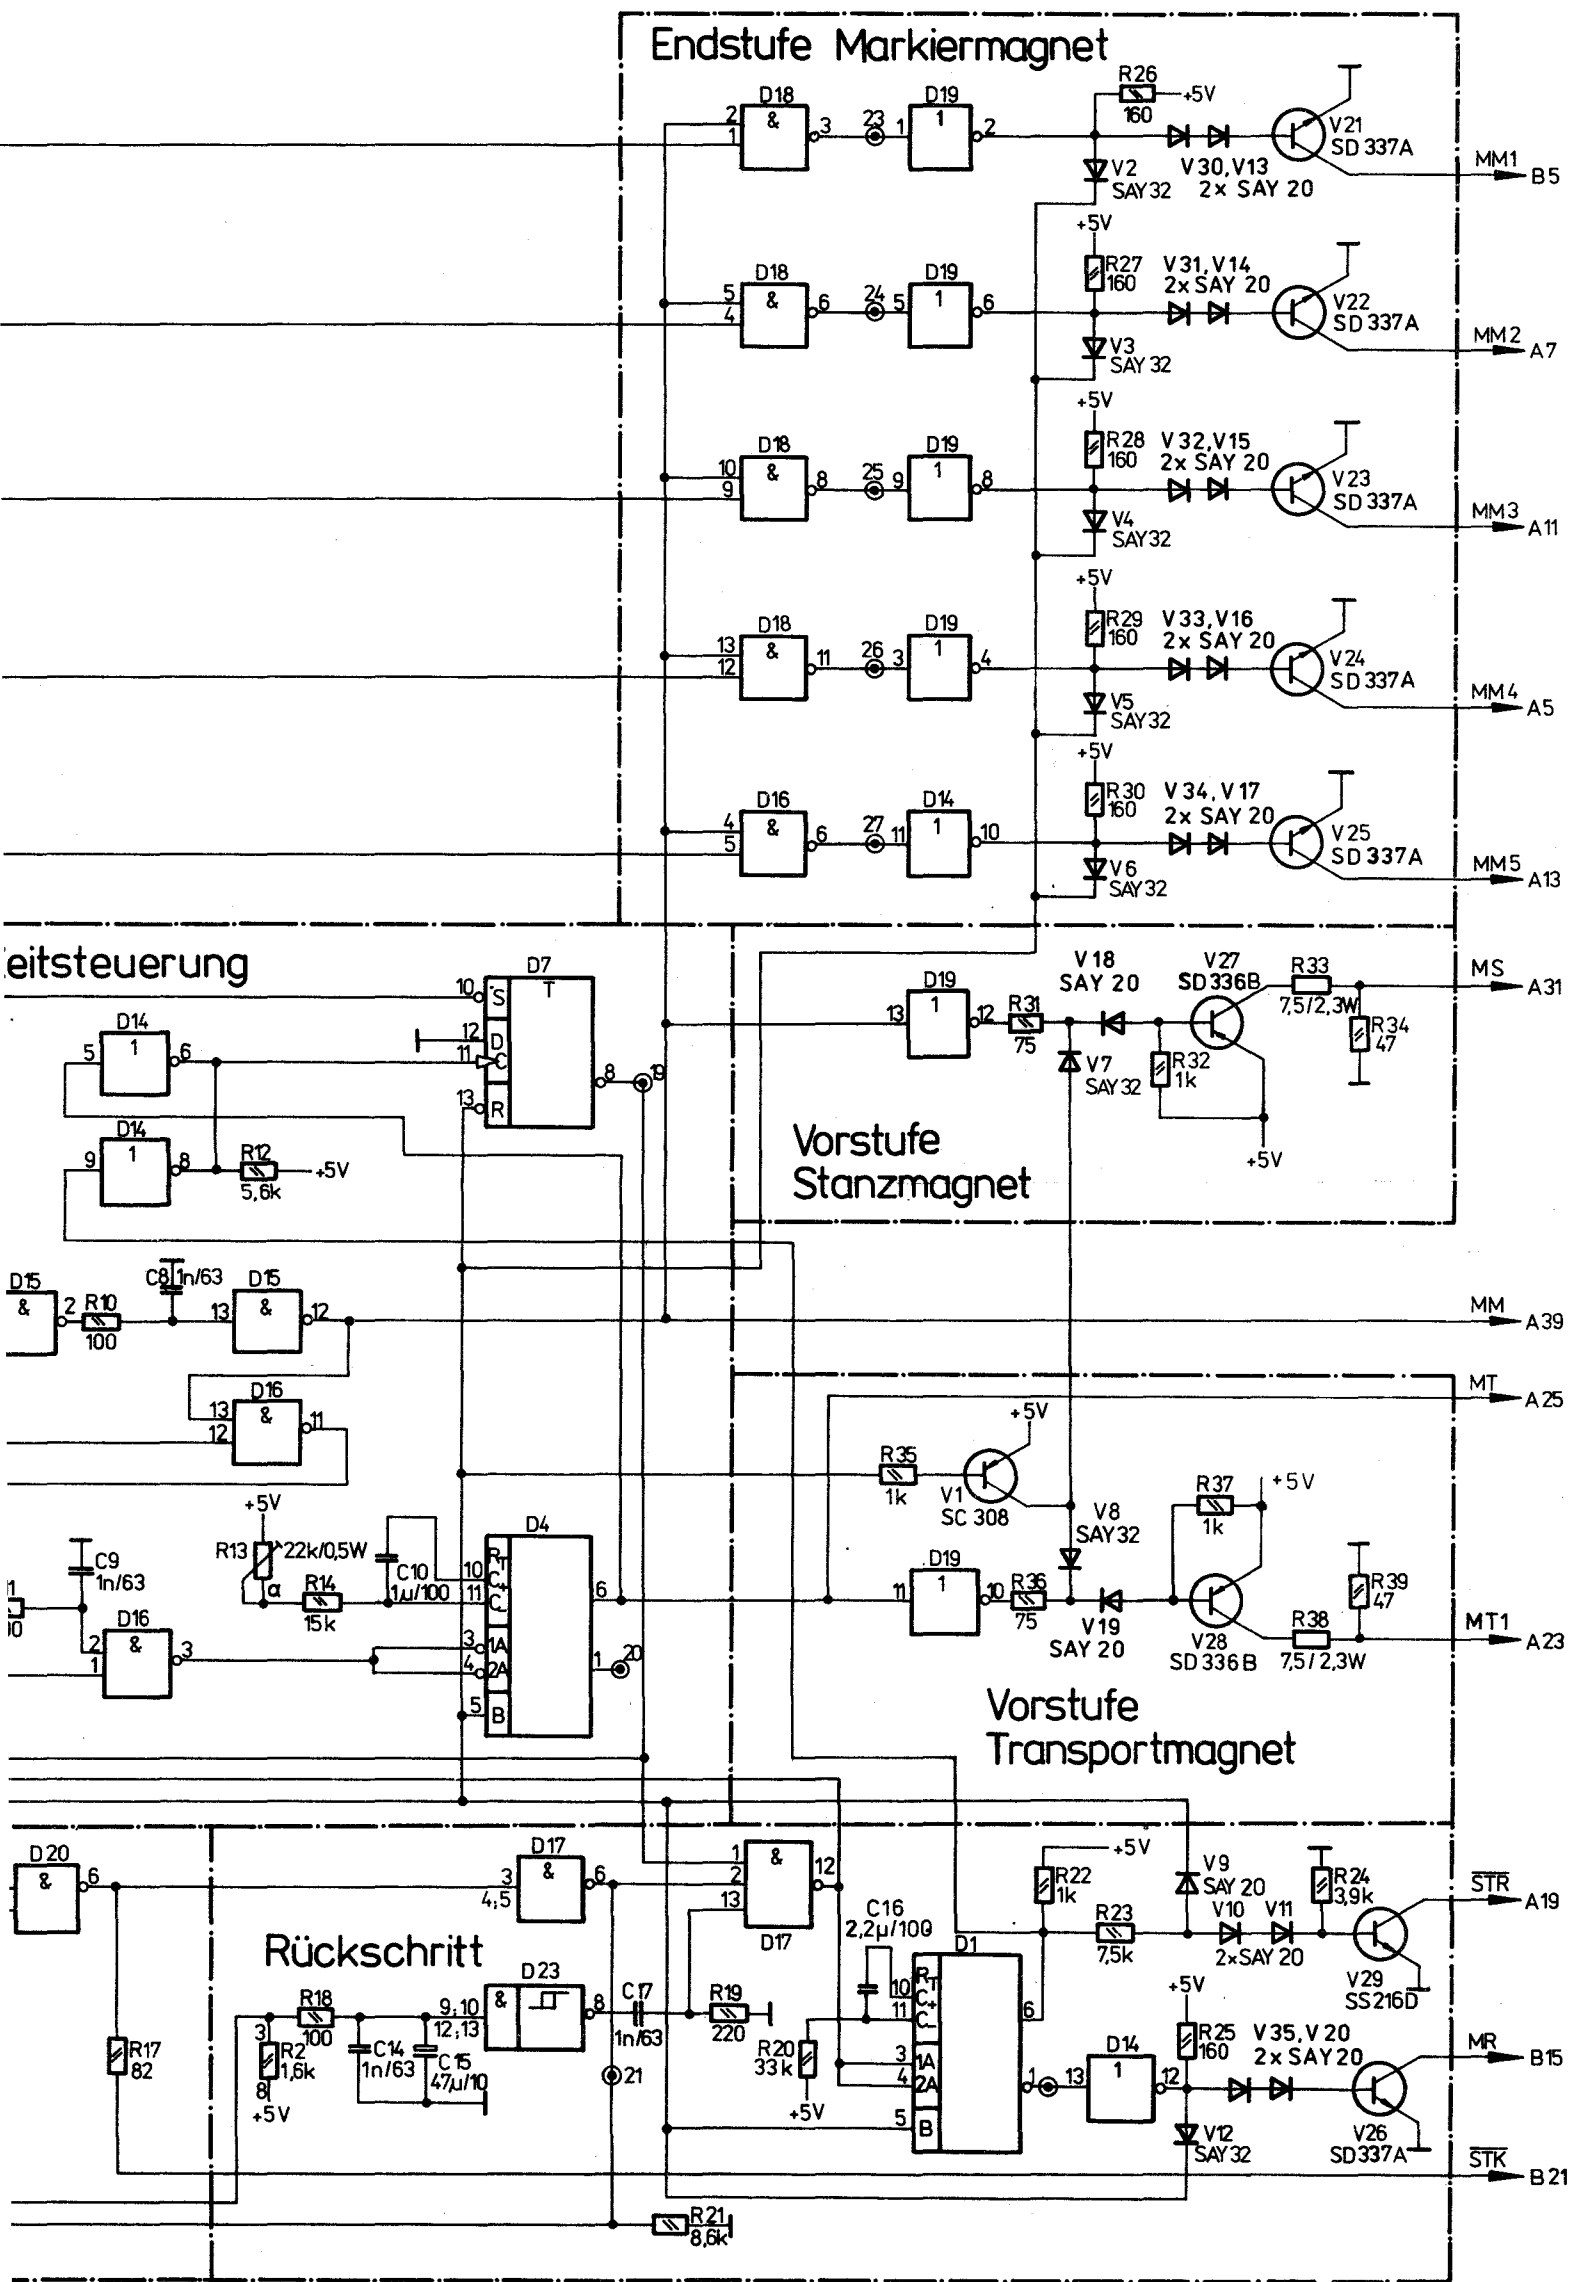 Endstufe Markiermagnet
R26
160
+5V
D18
&
2
1
3
23
D19
1
1
2
V2
SAY32
V30, V13
2x SAY 20
V21
SD 337A
MM1
B5
+5V
R27
160
D18
&
5
4
6
24
D19
1
5
6
V3
SAY 32
V31, V14
2x SAY 20
V22
SD 337A
MM2
A7
+5V
R28
160
D18
&
10
9
8
25
D19
1
9
8
V4
SAY32
V32, V15
2x SAY 20
V23
SD 337A
MM3
A11
+5V
R29
160
D18
&
13
12
11
26
D19
1
3
4
V5
SAY 32
V33, V16
2x SAY 20
V24
SD 337A
MM4
A5
+5V
R30
160
D16
&
4
5
6
27
D14
1
11
10
V6
SAY 32
V34, V17
2x SAY 20
V25
SD 337A
MM5
A13
eitsteuerung
D7
T
10
S
12
D
11
C
13
R
8
19
D14
1
5
6
D14
1
9
8
R12
5,6k
+5V
D19
1
13
12
R31
75
V18
SAY 20
V7
SAY 32
V27
SD 336B
R32
1k
+5V
R33
7,5/2,3W
R34
47
MS
A31
Vorstufe
Stanzmagnet
D15
&
2
R10
100
C8
1n/63
D15
&
13
12
MM
A39
D16
&
13
12
11
MT
A25
+5V
R13
22k/0,5W
α
R14
15k
C10
1µ/100
C9
1n/63
D16
&
2
1
3
D4
RT
10
C+
11
C-
3
1A
4
2A
5
B
6
1
20
R35
1k
V1
SC 308
+5V
V8
SAY32
D19
1
11
10
R36
75
V19
SAY 20
R37
1k
+5V
V28
SD 336 B
R38
7,5/2,3W
R39
47
MT1
A23
Vorstufe
Transportmagnet
D20
&
6
R17
82
D17
&
3
4;5
6
D17
&
1
2
13
12
Rückschritt
R18
100
3
R2
1,6k
8
+5V
C14
1n/63
C15
47µ/10
D23
&
9;10
12;13
8
C17
1n/63
R19
220
21
R21
8,6k
C16
2,2µ/100
R20
33k
+5V
D1
RT
10
C+
11
C-
3
1A
4
2A
5
B
6
1
R22
1k
+5V
R23
7,5k
V9
SAY 20
V10
V11
2xSAY 20
R24
3,9k
V29
SS216D
STR
A19
D14
1
13
12
+5V
R25
160
V12
SAY32
V35, V20
2x SAY20
V26
SD337A
MR
B15
STK
B21